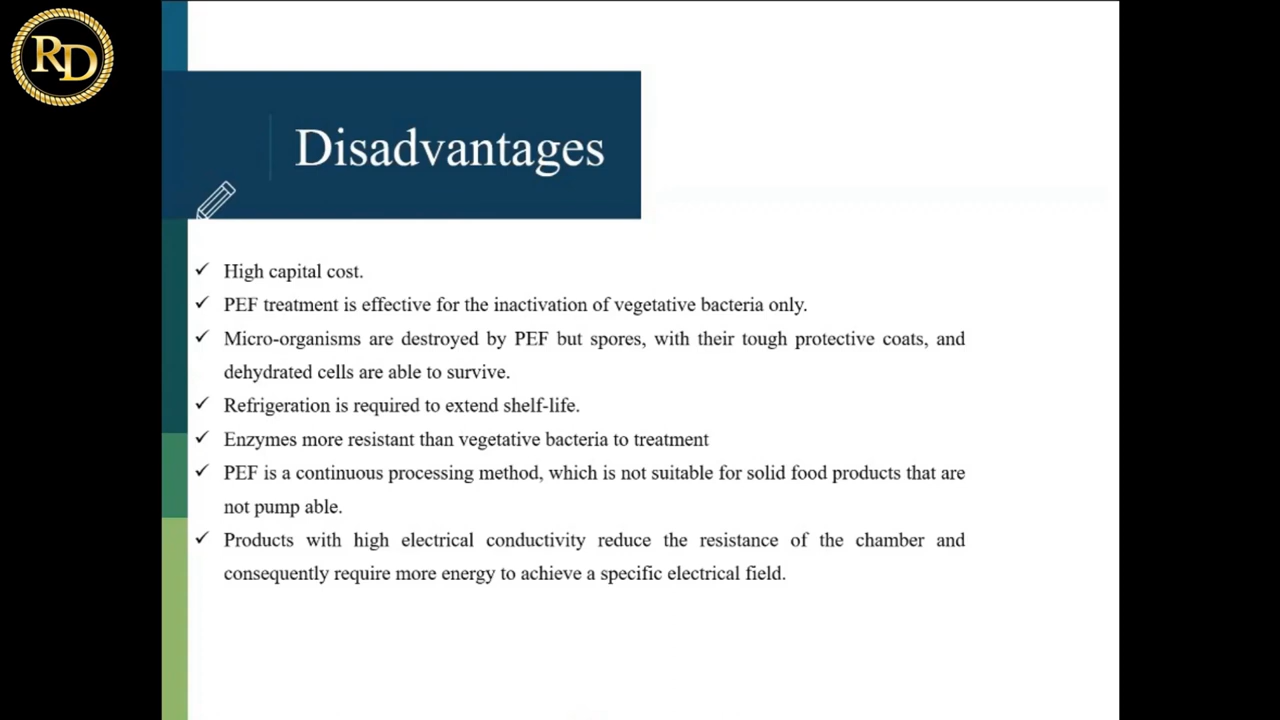 RD
Disadvantages
✓ High capital cost.
✓ PEF treatment is effective for the inactivation of vegetative bacteria only.
✓ Micro-organisms are destroyed by PEF but spores, with their tough protective coats, and
dehydrated cells are able to survive.
✓ Refrigeration is required to extend shelf-life.
✓ Enzymes more resistant than vegetative bacteria to treatment
✓ PEF is a continuous processing method, which is not suitable for solid food products that are
not pump able.
✓ Products with high electrical conductivity reduce the resistance of the chamber and
consequently require more energy to achieve a specific electrical field.